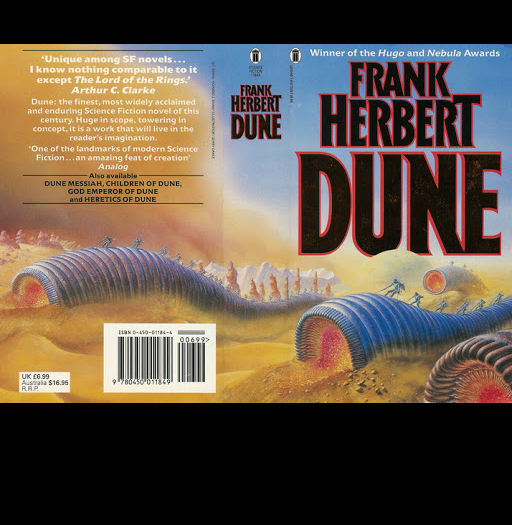 'Unique among SF novels...
I know nothing comparable to it
except The Lord of the Rings.'
Arthur C. Clarke
Dune: the finest, most widely acclaimed
and enduring Science Fiction novel of this
century. Huge in scope, towering in
concept, it is a work that will live in the
reader's imagination.
'One of the landmarks of modern Science
Fiction...an amazing feat of creation'
Analog
Also available
DUNE MESSIAH, CHILDREN OF DUNE,
GOD EMPEROR OF DUNE
and HERETICS OF DUNE
ISBN 0-450-01184-4
00699>
9 780450 011849
UK £6.99
Australia $16.95
R.R.P.
SCIENCE
FICTION
FRANK
HERBERT
DUNE
Winner of the Hugo and Nebula Awards
FRANK
HERBERT
DUNE